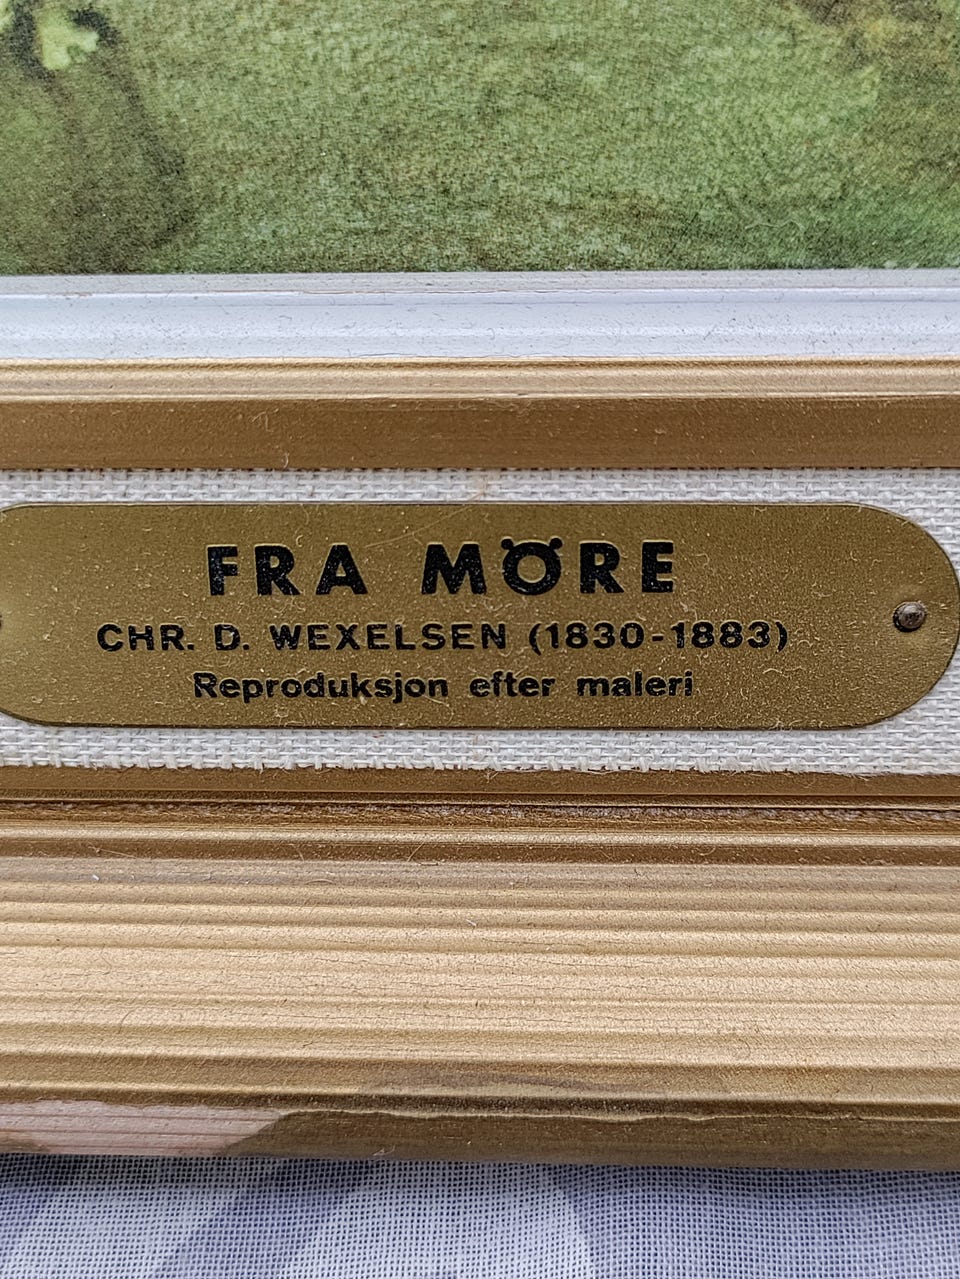 FRA MÖRE
CHR. D. WEXELSEN (1830-1883)
Reproduksjon efter maleri